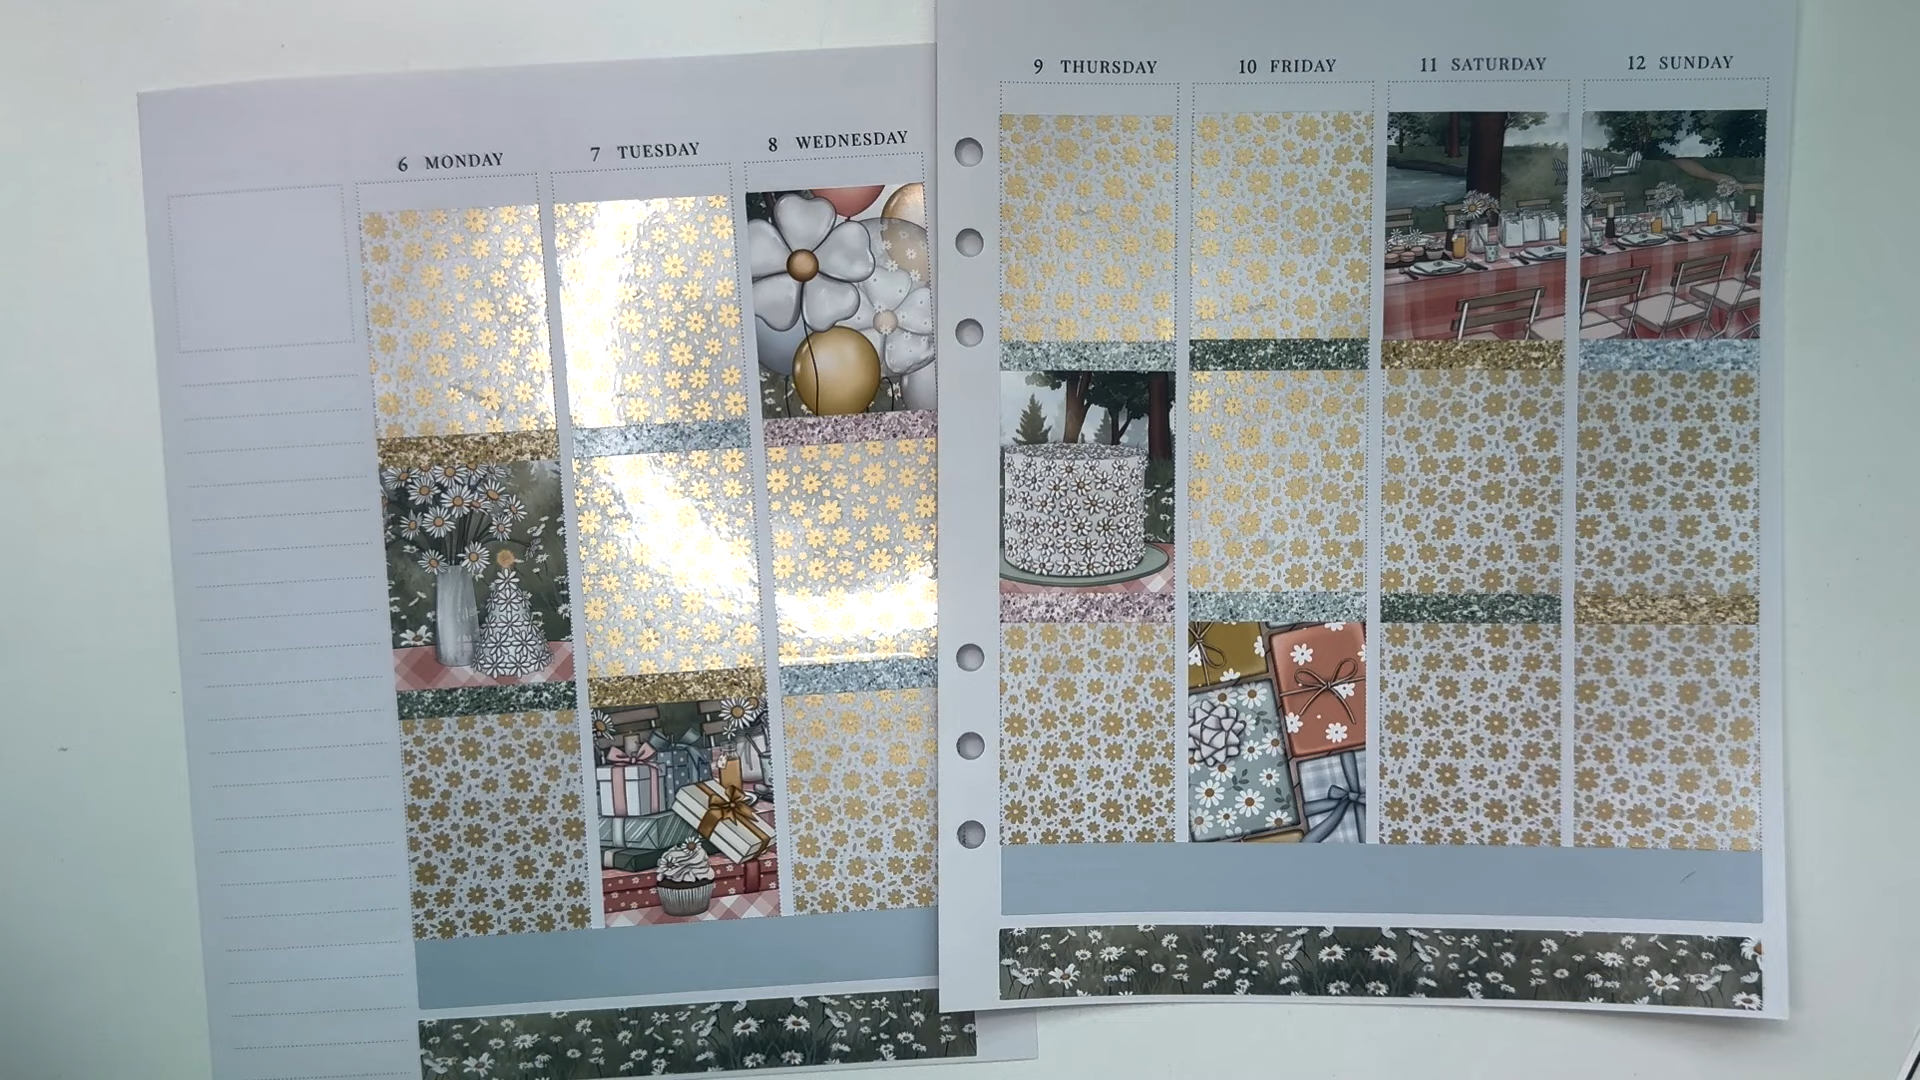 6 MONDAY
7 TUESDAY
8 WEDNESDAY
9 THURSDAY
10 FRIDAY
11 SATURDAY
12 SUNDAY